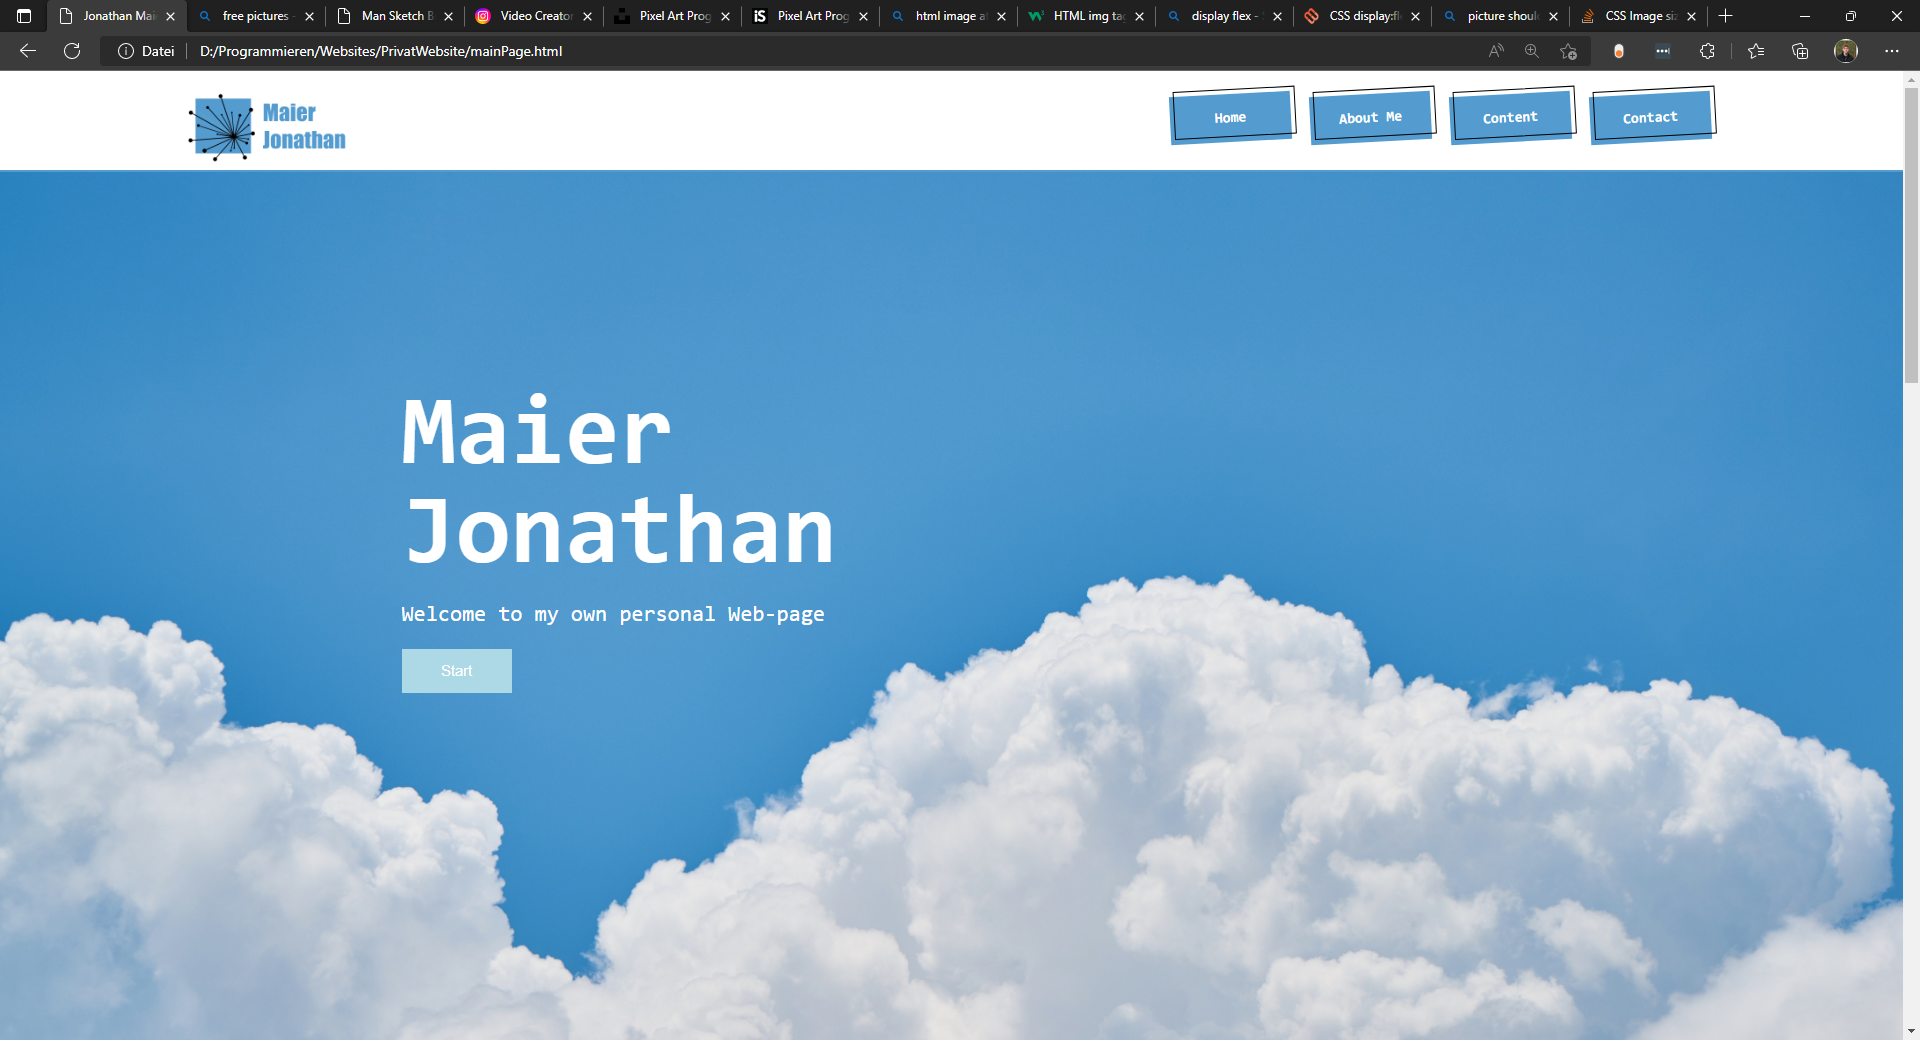 Jonathan Mai
free pictures -
Man Sketch B
Video Creator
Pixel Art Prog
iS Pixel Art Prog
html image a
HTML img tag
display flex -
CSS display:fl
picture shoul
CSS Image siz
Datei
D:/Programmieren/Websites/PrivatWebsite/mainPage.html
Maier
Jonathan
Home
About Me
Content
Contact
Maier
Jonathan
Welcome to my own personal Web-page
Start